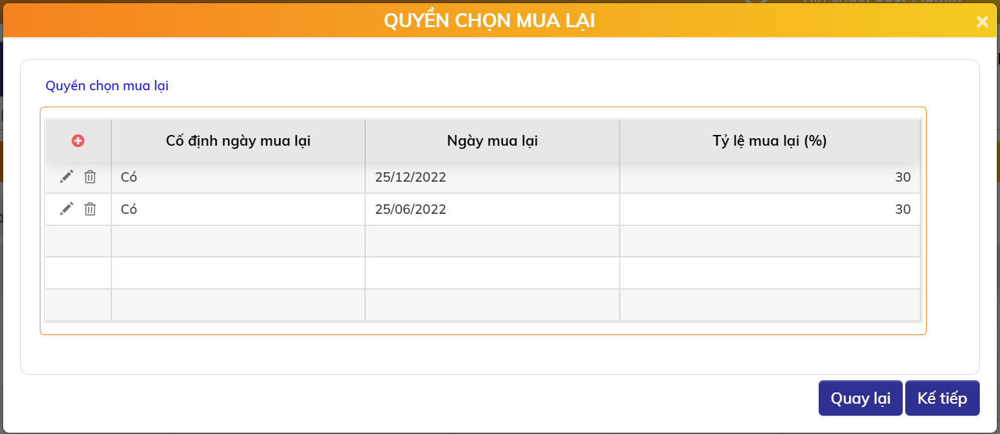 QUYỀN CHỌN MUA LẠI
Quyền chọn mua lại
Cố định ngày mua lại Ngày mua lại Tỷ lệ mua lại (%)
Có 25/12/2022 30
Có 25/06/2022 30
Quay lại Kế tiếp